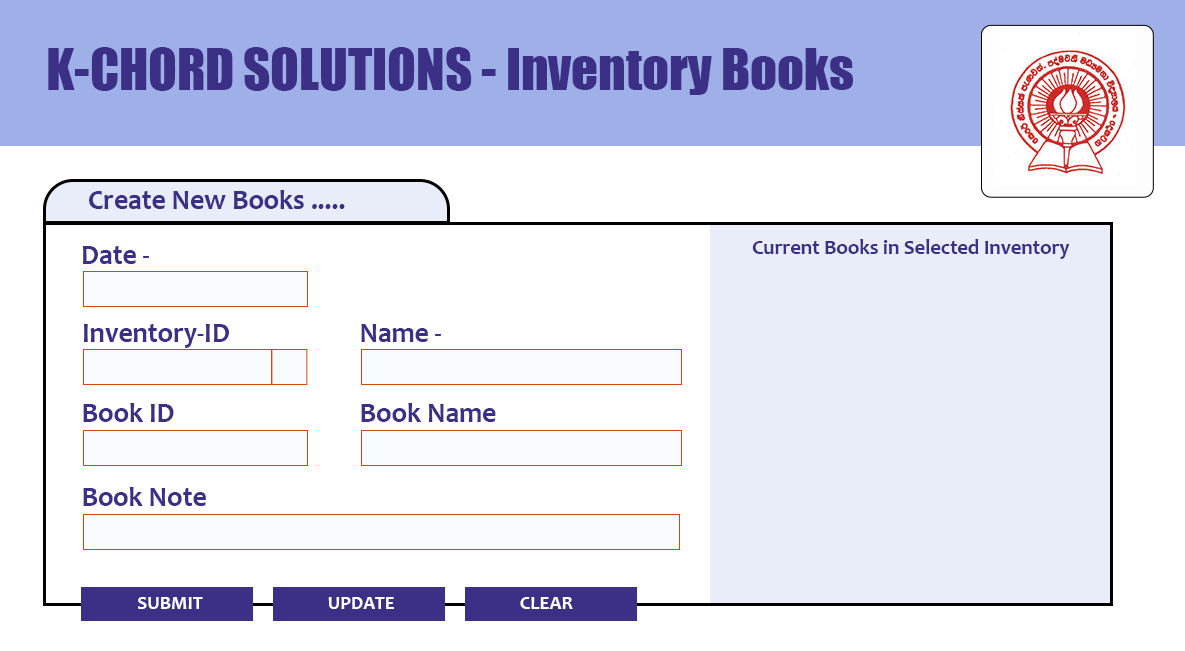 K-CHORD SOLUTIONS - Inventory Books
Create New Books .....
Date -
Inventory-ID
Name -
Book ID
Book Name
Book Note
SUBMIT
UPDATE
CLEAR
Current Books in Selected Inventory